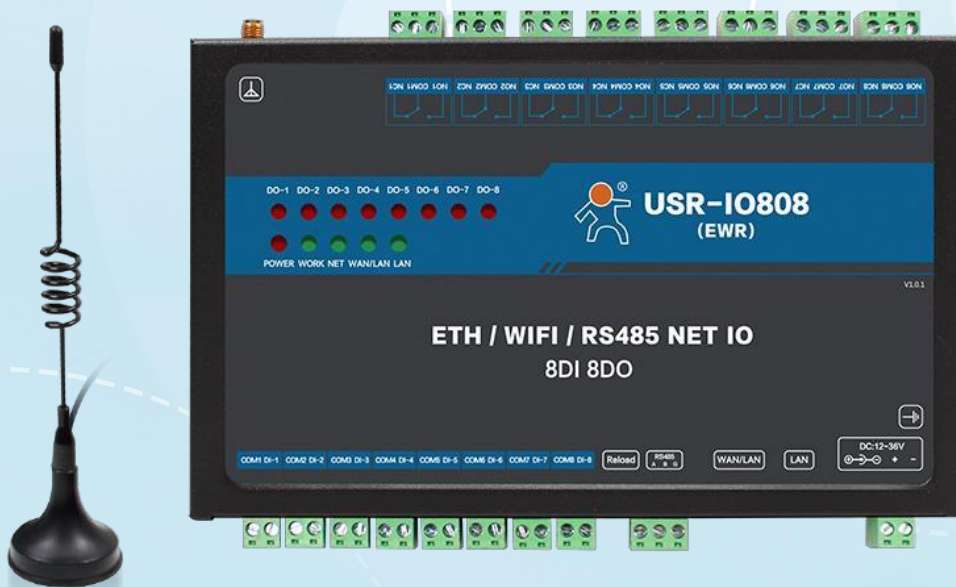 NO1 COM1 NC1 NO2 COM2 NC2 NO3 COM3 NC3 NO4 COM4 NC4 NO5 COM5 NC5 NO6 COM6 NC6 NO7 COM7 NC7 NO8 COM8 NC8
DO-1 DO-2 DO-3 DO-4 DO-5 DO-6 DO-7 DO-8
POWER WORK NET WAN/LAN LAN
®
USR-IO808
(EWR)
V1.0.1
ETH / WIFI / RS485 NET IO
8DI 8DO
COM1 DI-1 COM2 DI-2 COM3 DI-3 COM4 DI-4 COM5 DI-5 COM6 DI-6 COM7 DI-7 COM8 DI-8
Reload
RS485
A B G
WAN/LAN
LAN
DC:12~36V
+ -